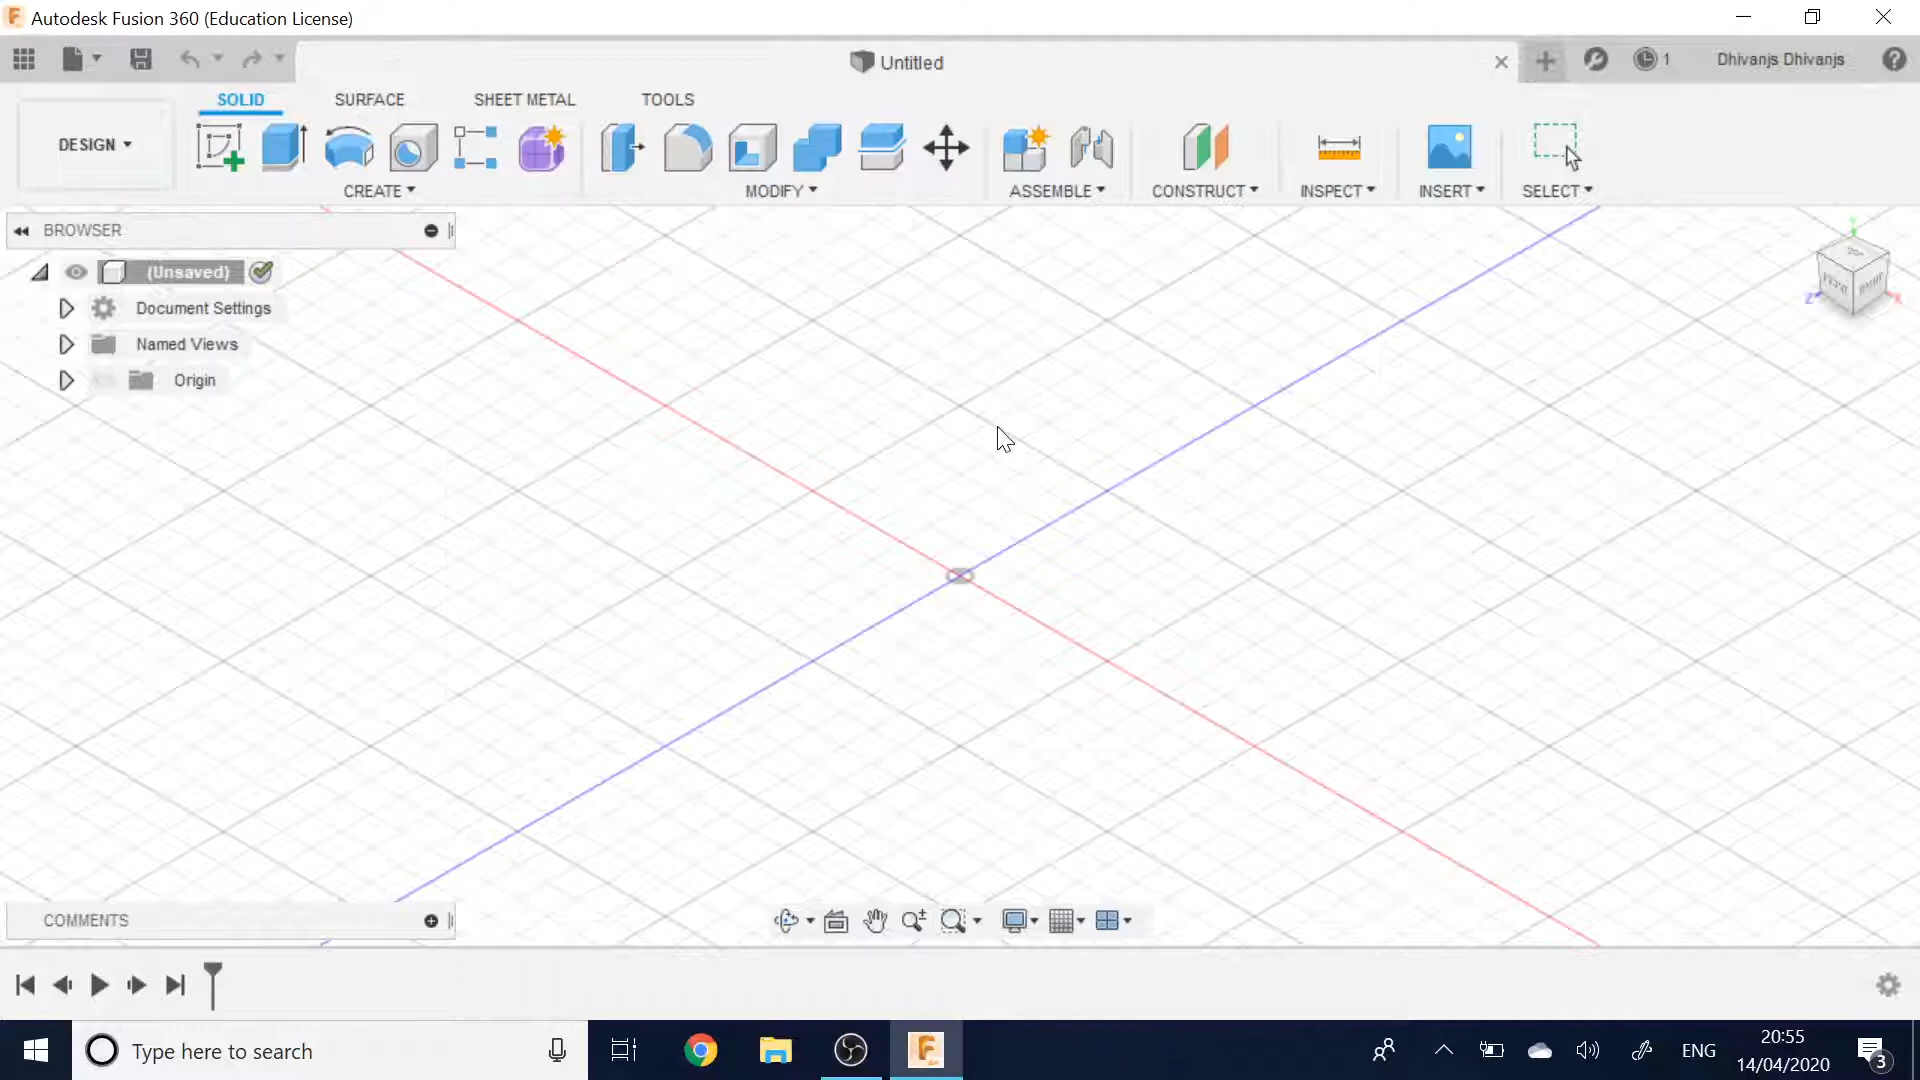 Autodesk Fusion 360 (Education License)
Untitled
1
Dhivanjs Dhivanjs
SOLID
SURFACE
SHEET METAL
TOOLS
DESIGN
CREATE
MODIFY
ASSEMBLE
CONSTRUCT
INSPECT
INSERT
SELECT
BROWSER
(Unsaved)
Document Settings
Named Views
Origin
Z
X
COMMENTS
Type here to search
ENG
20:55
14/04/2020
3